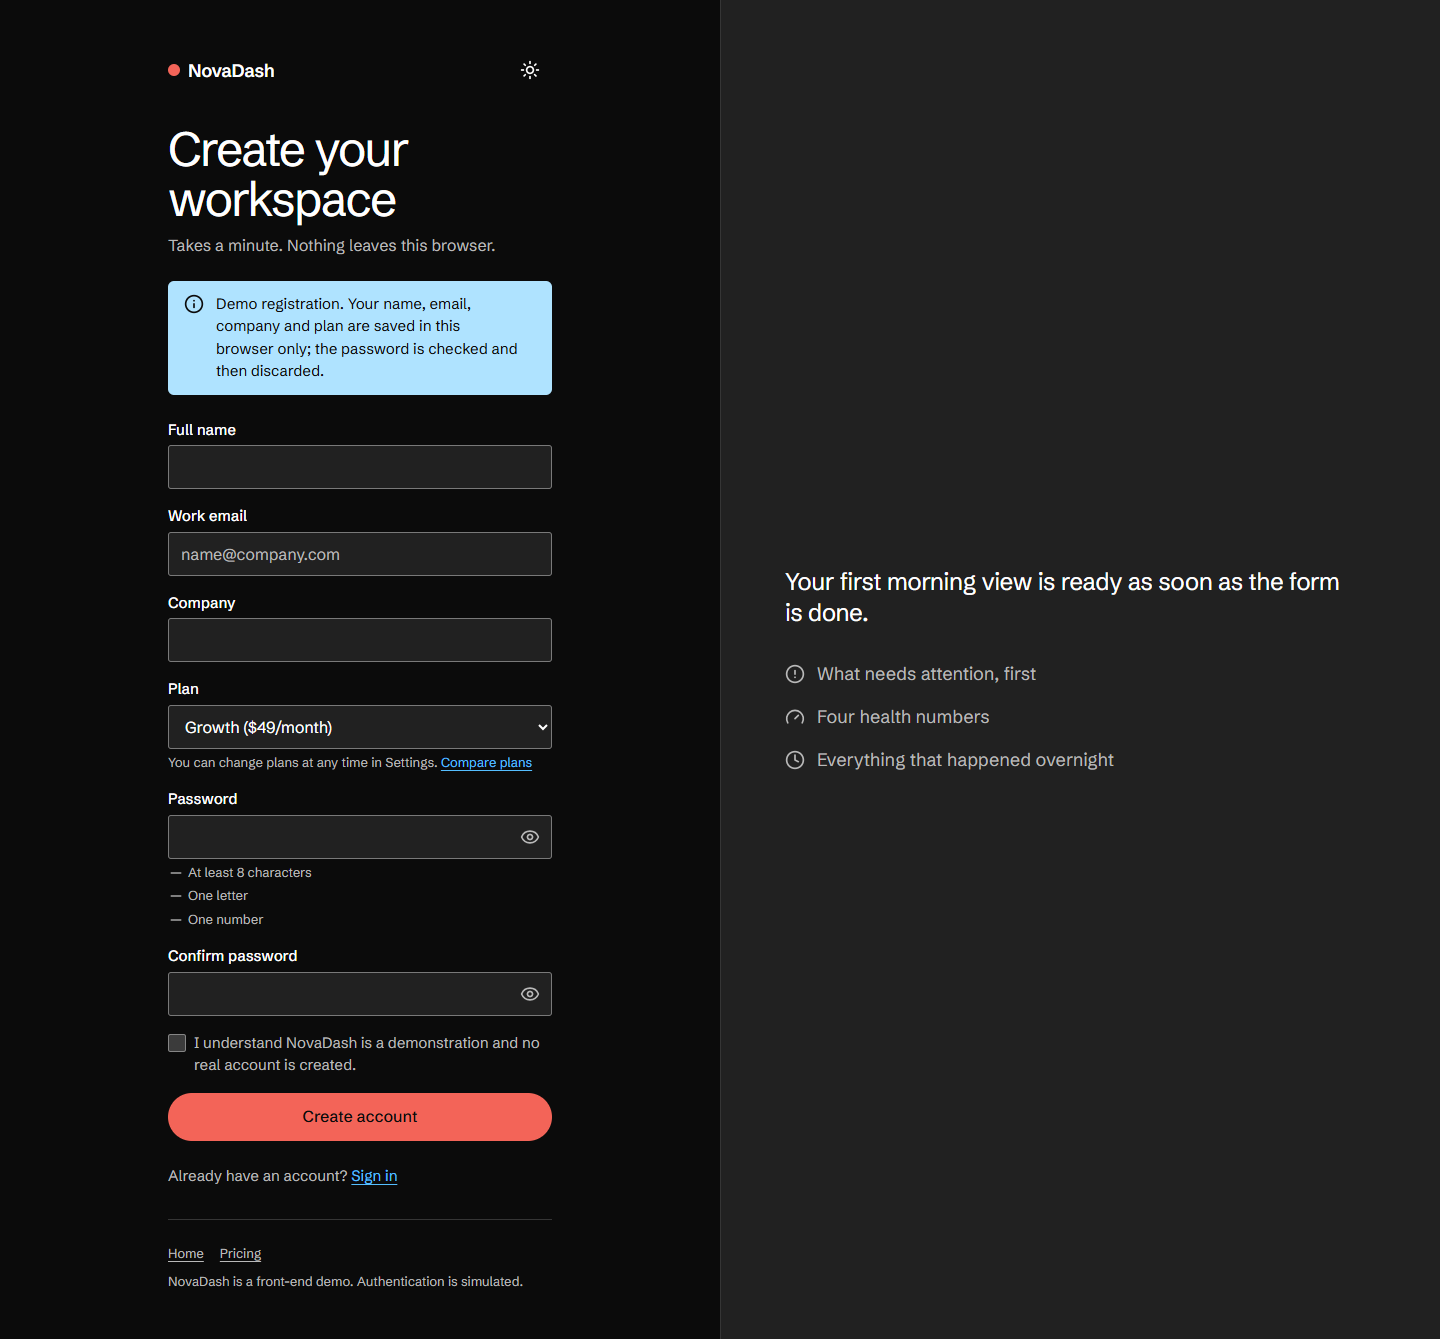 NovaDash
Create your
workspace
Takes a minute. Nothing leaves this browser.
Demo registration. Your name, email,
company and plan are saved in this
browser only; the password is checked and
then discarded.
Full name
Work email
name@company.com
Company
Plan
Growth ($49/month)
You can change plans at any time in Settings. Compare plans
Password
At least 8 characters
One letter
One number
Confirm password
I understand NovaDash is a demonstration and no
real account is created.
Create account
Already have an account? Sign in
Home Pricing
NovaDash is a front-end demo. Authentication is simulated.
Your first morning view is ready as soon as the form
is done.
What needs attention, first
Four health numbers
Everything that happened overnight